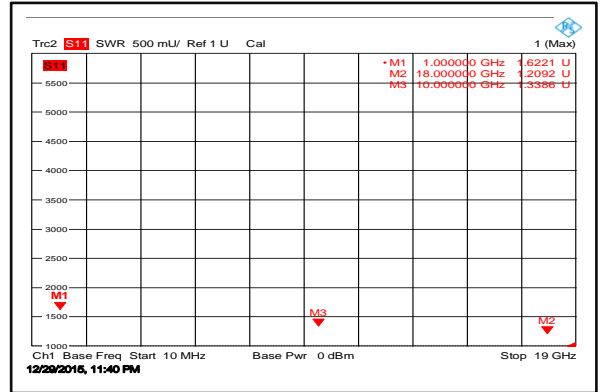 Trc2 S11 SWR 500 mU/ Ref 1 U Cal 1 (Max)
S11
•M1 1.000000 GHz 1.6221 U
M2 18.000000 GHz 1.2092 U
M3 10.000000 GHz 1.3386 U
5500
5000
4500
4000
3500
3000
2500
2000
M1
1500
M3
M2
1000
Ch1 Base Freq Start 10 MHz Base Pwr 0 dBm Stop 19 GHz
12/29/2015, 11:40 PM